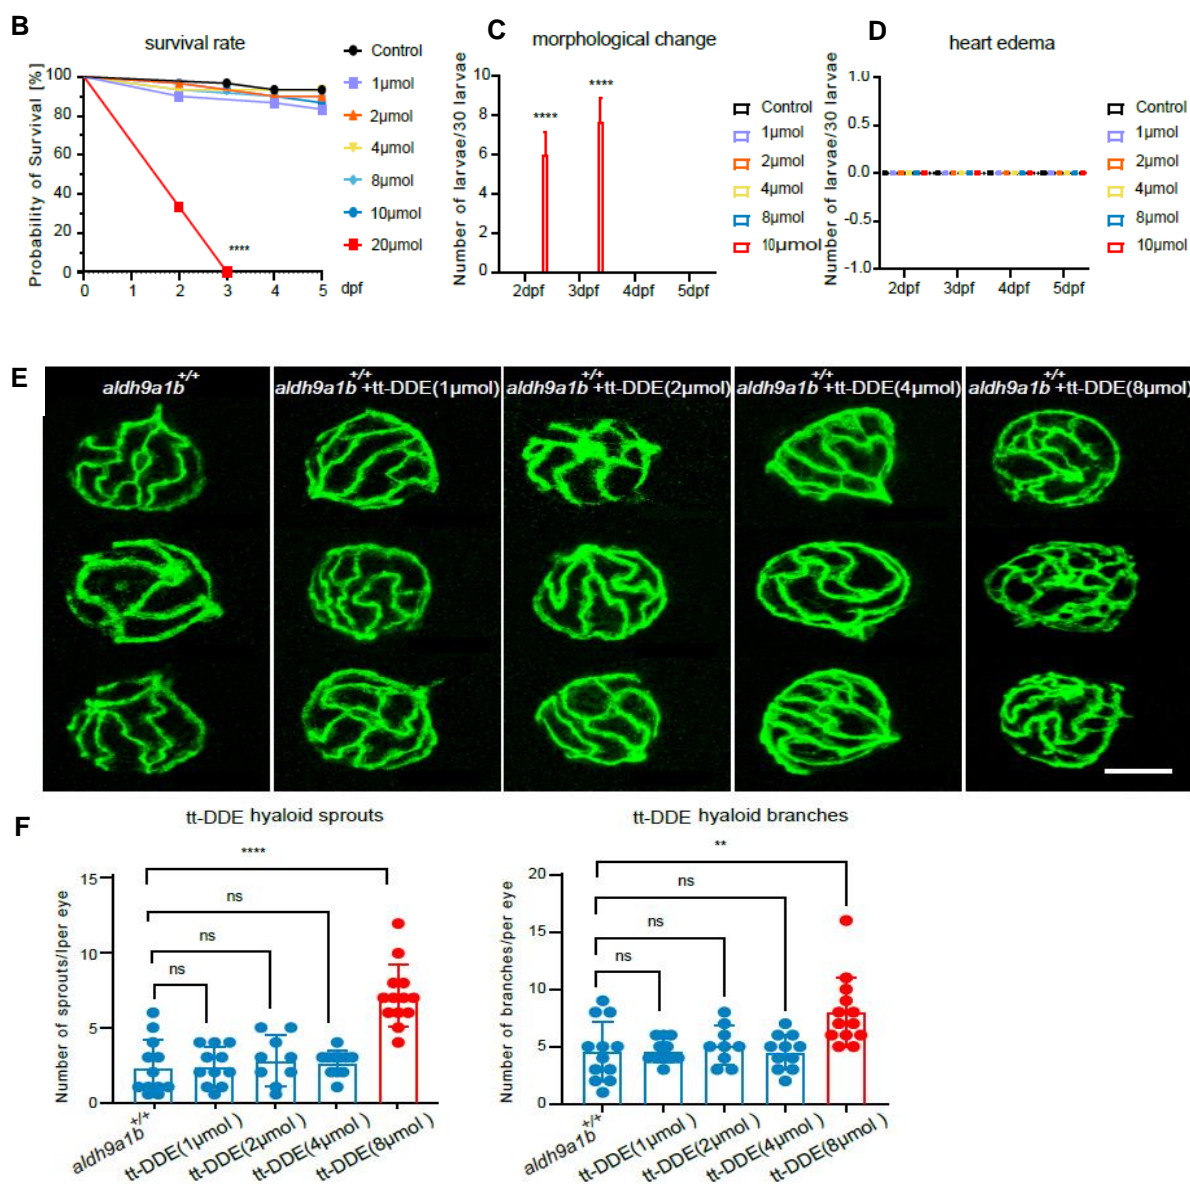 B
survival rate
Probability of Survival [%]
100
80
60
40
20
0
0 1 2 3 4 5 dpf
****
Control
1μmol
2μmol
4μmol
8μmol
10μmol
20μmol
C
morphological change
Number of larvae/30 larvae
10
8
6
4
2
0
****
****
2dpf 3dpf 4dpf 5dpf
Control
1μmol
2μmol
4μmol
8μmol
10μmol
D
heart edema
Number of larvae/30 larvae
1.0
0.5
0.0
-0.5
-1.0
2dpf 3dpf 4dpf 5dpf
Control
1μmol
2μmol
4μmol
8μmol
10μmol
E
aldh9a1b+/+
aldh9a1b+/+ +tt-DDE(1μmol)
aldh9a1b+/+ +tt-DDE(2μmol)
aldh9a1b+/+ +tt-DDE(4μmol)
aldh9a1b+/+ +tt-DDE(8μmol)
F
tt-DDE hyaloid sprouts
Number of sprouts/lper eye
15
10
5
0
****
ns
ns
ns
aldh9a1b+/+
tt-DDE(1μmol )
tt-DDE(2μmol )
tt-DDE(4μmol )
tt-DDE(8μmol )
tt-DDE hyaloid branches
Number of branches/per eye
20
15
10
5
0
**
ns
ns
ns
aldh9a1b+/+
tt-DDE(1μmol )
tt-DDE(2μmol )
tt-DDE(4μmol )
tt-DDE(8μmol )